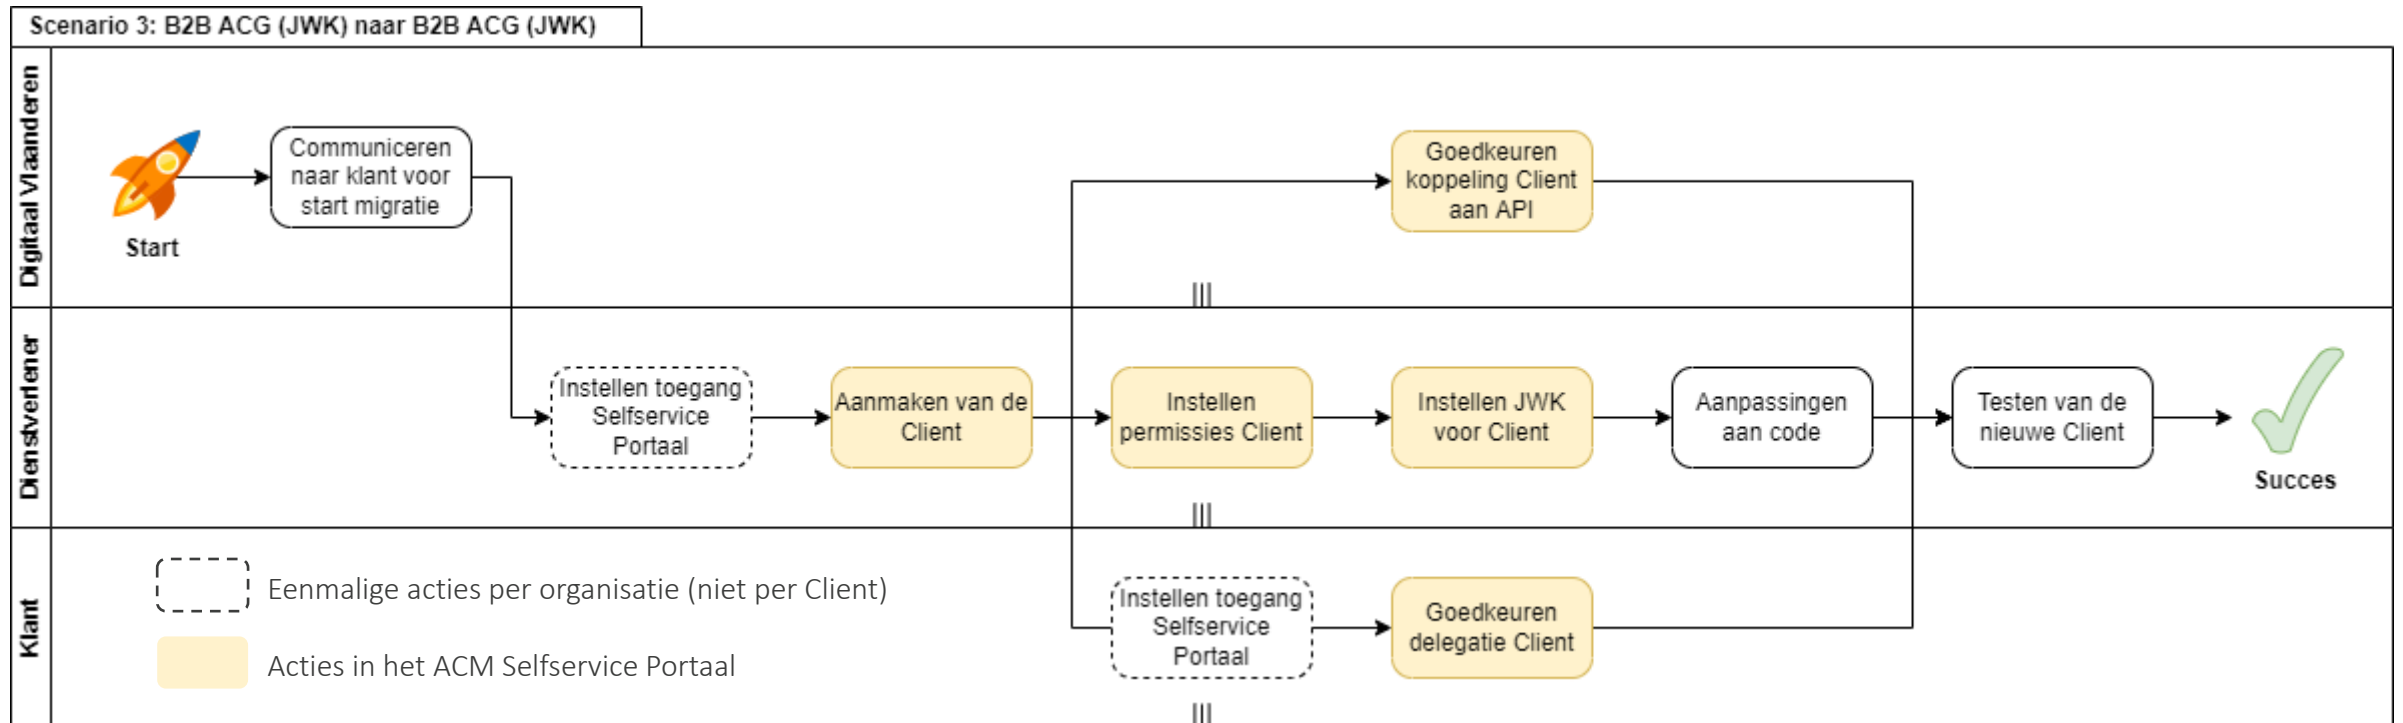 Scenario 3: B2B ACG (JWK) naar B2B ACG (JWK)
Digitaal Vlaanderen
Start
Communiceren
naar klant voor
start migratie
Goedkeuren
koppeling Client
aan API
Dienstverlener
Instellen toegang
Selfservice
Portaal
Aanmaken van de
Client
Instellen
permissies Client
Instellen JWK
voor Client
Aanpassingen
aan code
Testen van de
nieuwe Client
Succes
Klant
Instellen toegang
Selfservice
Portaal
Goedkeuren
delegatie Client
Eenmalige acties per organisatie (niet per Client)
Acties in het ACM Selfservice Portaal